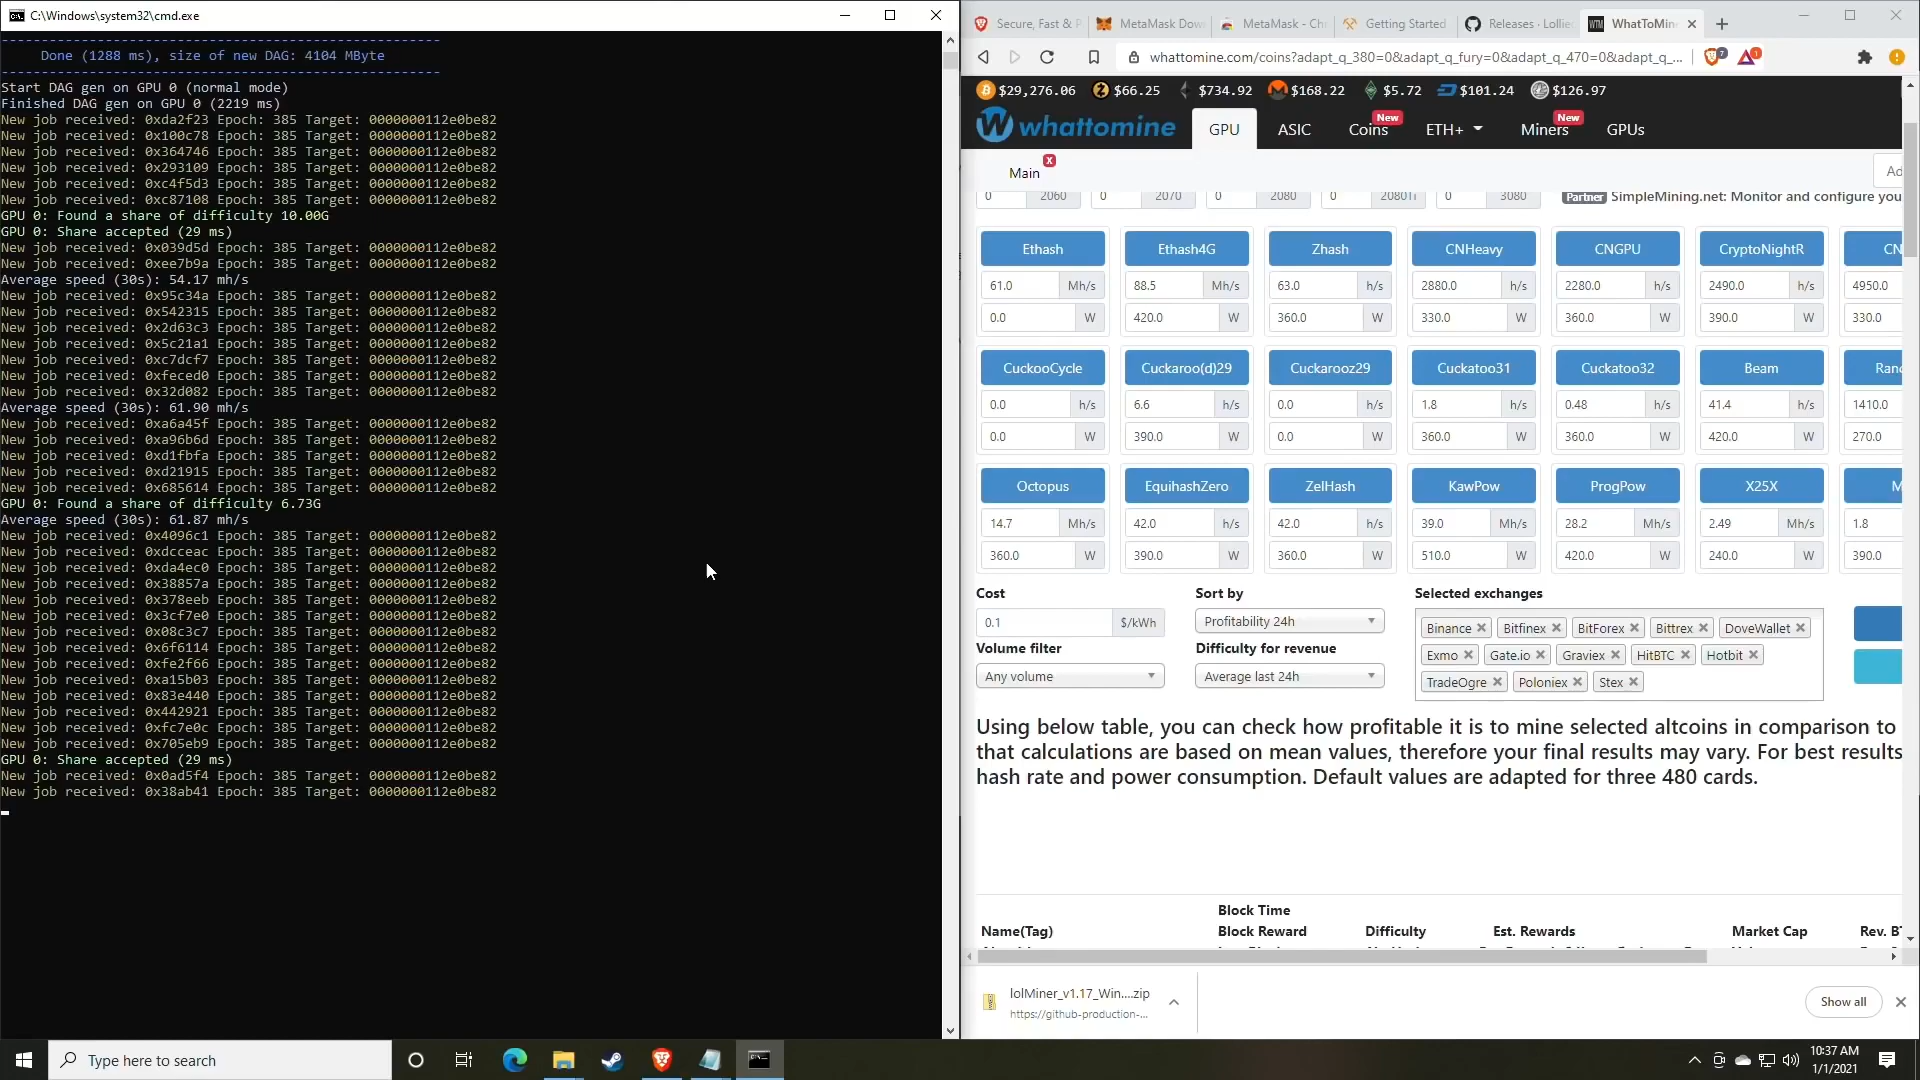 C:\Windows\system32\cmd.exe
Done (1288 ms), size of new DAG: 4104 MByte
Start DAG gen on GPU 0 (normal mode)
Finished DAG gen on GPU 0 (2219 ms)
New job received: 0xda2f23 Epoch: 385 Target: 0000000112e0be82
New job received: 0x100c78 Epoch: 385 Target: 0000000112e0be82
New job received: 0x364746 Epoch: 385 Target: 0000000112e0be82
New job received: 0x293109 Epoch: 385 Target: 0000000112e0be82
New job received: 0xc4f5d3 Epoch: 385 Target: 0000000112e0be82
New job received: 0xc87108 Epoch: 385 Target: 0000000112e0be82
GPU 0: Found a share of difficulty 10.00G
GPU 0: Share accepted (29 ms)
New job received: 0x039d5d Epoch: 385 Target: 0000000112e0be82
New job received: 0xee7b9a Epoch: 385 Target: 0000000112e0be82
Average speed (30s): 54.17 mh/s
New job received: 0x95c34a Epoch: 385 Target: 0000000112e0be82
New job received: 0x542315 Epoch: 385 Target: 0000000112e0be82
New job received: 0x2d63c3 Epoch: 385 Target: 0000000112e0be82
New job received: 0x5c21a1 Epoch: 385 Target: 0000000112e0be82
New job received: 0xc7dcf7 Epoch: 385 Target: 0000000112e0be82
New job received: 0xfeced0 Epoch: 385 Target: 0000000112e0be82
New job received: 0x32d082 Epoch: 385 Target: 0000000112e0be82
Average speed (30s): 61.90 mh/s
New job received: 0xa6a45f Epoch: 385 Target: 0000000112e0be82
New job received: 0xa96b6d Epoch: 385 Target: 0000000112e0be82
New job received: 0xd1fbfa Epoch: 385 Target: 0000000112e0be82
New job received: 0xd21915 Epoch: 385 Target: 0000000112e0be82
New job received: 0x685614 Epoch: 385 Target: 0000000112e0be82
GPU 0: Found a share of difficulty 6.73G
Average speed (30s): 61.87 mh/s
New job received: 0x4096c1 Epoch: 385 Target: 0000000112e0be82
New job received: 0xdcceac Epoch: 385 Target: 0000000112e0be82
New job received: 0xda4ec0 Epoch: 385 Target: 0000000112e0be82
New job received: 0x38857a Epoch: 385 Target: 0000000112e0be82
New job received: 0x378eeb Epoch: 385 Target: 0000000112e0be82
New job received: 0x3cf7e0 Epoch: 385 Target: 0000000112e0be82
New job received: 0x08c3c7 Epoch: 385 Target: 0000000112e0be82
New job received: 0x6f6114 Epoch: 385 Target: 0000000112e0be82
New job received: 0xfe2f66 Epoch: 385 Target: 0000000112e0be82
New job received: 0xa15b03 Epoch: 385 Target: 0000000112e0be82
New job received: 0x83e440 Epoch: 385 Target: 0000000112e0be82
New job received: 0x442921 Epoch: 385 Target: 0000000112e0be82
New job received: 0xfc7e0c Epoch: 385 Target: 0000000112e0be82
New job received: 0x705eb9 Epoch: 385 Target: 0000000112e0be82
GPU 0: Share accepted (29 ms)
New job received: 0x0ad5f4 Epoch: 385 Target: 0000000112e0be82
New job received: 0x38ab41 Epoch: 385 Target: 0000000112e0be82
Secure, Fast & P MetaMask Dow MetaMask - Ch Getting Started Releases · Lollie WhatToMin
whattomine.com/coins?adapt_q_380=0&adapt_q_fury=0&adapt_q_470=0&adapt_q_... 7 1
$29,276.06 $66.25 $734.92 $168.22 $5.72 $101.24 $126.97
whattomine GPU ASIC Coins New ETH+ Miners New GPUs
Main x Ad
0 2060 0 2070 0 2080 0 2080Ti 0 3080 Partner SimpleMining.net: Monitor and configure you
Ethash Ethash4G Zhash CNHeavy CNGPU CryptoNightR CN
61.0 Mh/s 88.5 Mh/s 63.0 h/s 2880.0 h/s 2280.0 h/s 2490.0 h/s 4950.0
0.0 W 420.0 W 360.0 W 330.0 W 360.0 W 390.0 W 330.0
CuckooCycle Cuckaroo(d)29 Cuckarooz29 Cuckatoo31 Cuckatoo32 Beam Ran
0.0 h/s 6.6 h/s 0.0 h/s 1.8 h/s 0.48 h/s 41.4 h/s 1410.0
0.0 W 390.0 W 0.0 W 360.0 W 360.0 W 420.0 W 270.0
Octopus EquihashZero ZelHash KawPow ProgPow X25X M
14.7 Mh/s 42.0 h/s 42.0 h/s 39.0 Mh/s 28.2 Mh/s 2.49 Mh/s 1.8
360.0 W 390.0 W 360.0 W 510.0 W 420.0 W 240.0 W 390.0
Cost Sort by Selected exchanges
0.1 $/kWh Profitability 24h Binance Bitfinex BitForex Bittrex DoveWallet
Volume filter Difficulty for revenue Exmo Gate.io Graviex HitBTC Hotbit
Any volume Average last 24h TradeOgre Poloniex Stex
Using below table, you can check how profitable it is to mine selected altcoins in comparison to
that calculations are based on mean values, therefore your final results may vary. For best results
hash rate and power consumption. Default values are adapted for three 480 cards.
Block Time
Name(Tag) Block Reward Difficulty Est. Rewards Market Cap Rev. BT
lolMiner_v1.17_Win....zip
https://github-production-...
Show all
Type here to search
10:37 AM
1/1/2021